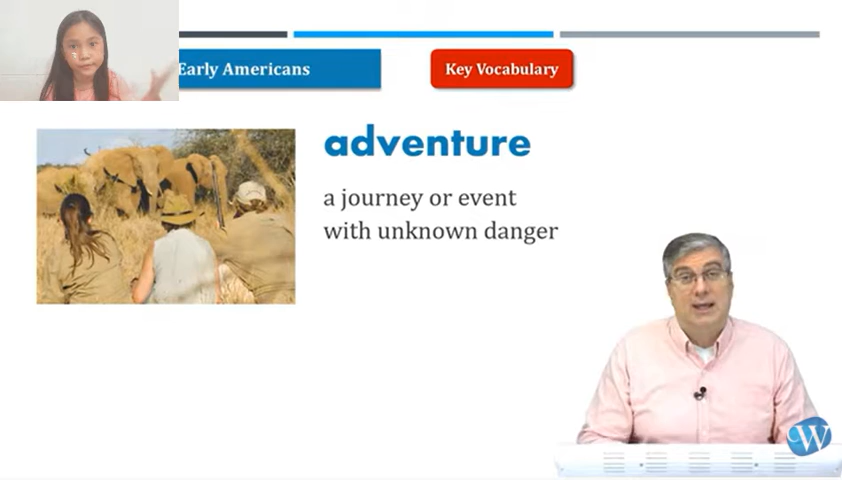 Early Americans
Key Vocabulary
adventure
a journey or event
with unknown danger
W